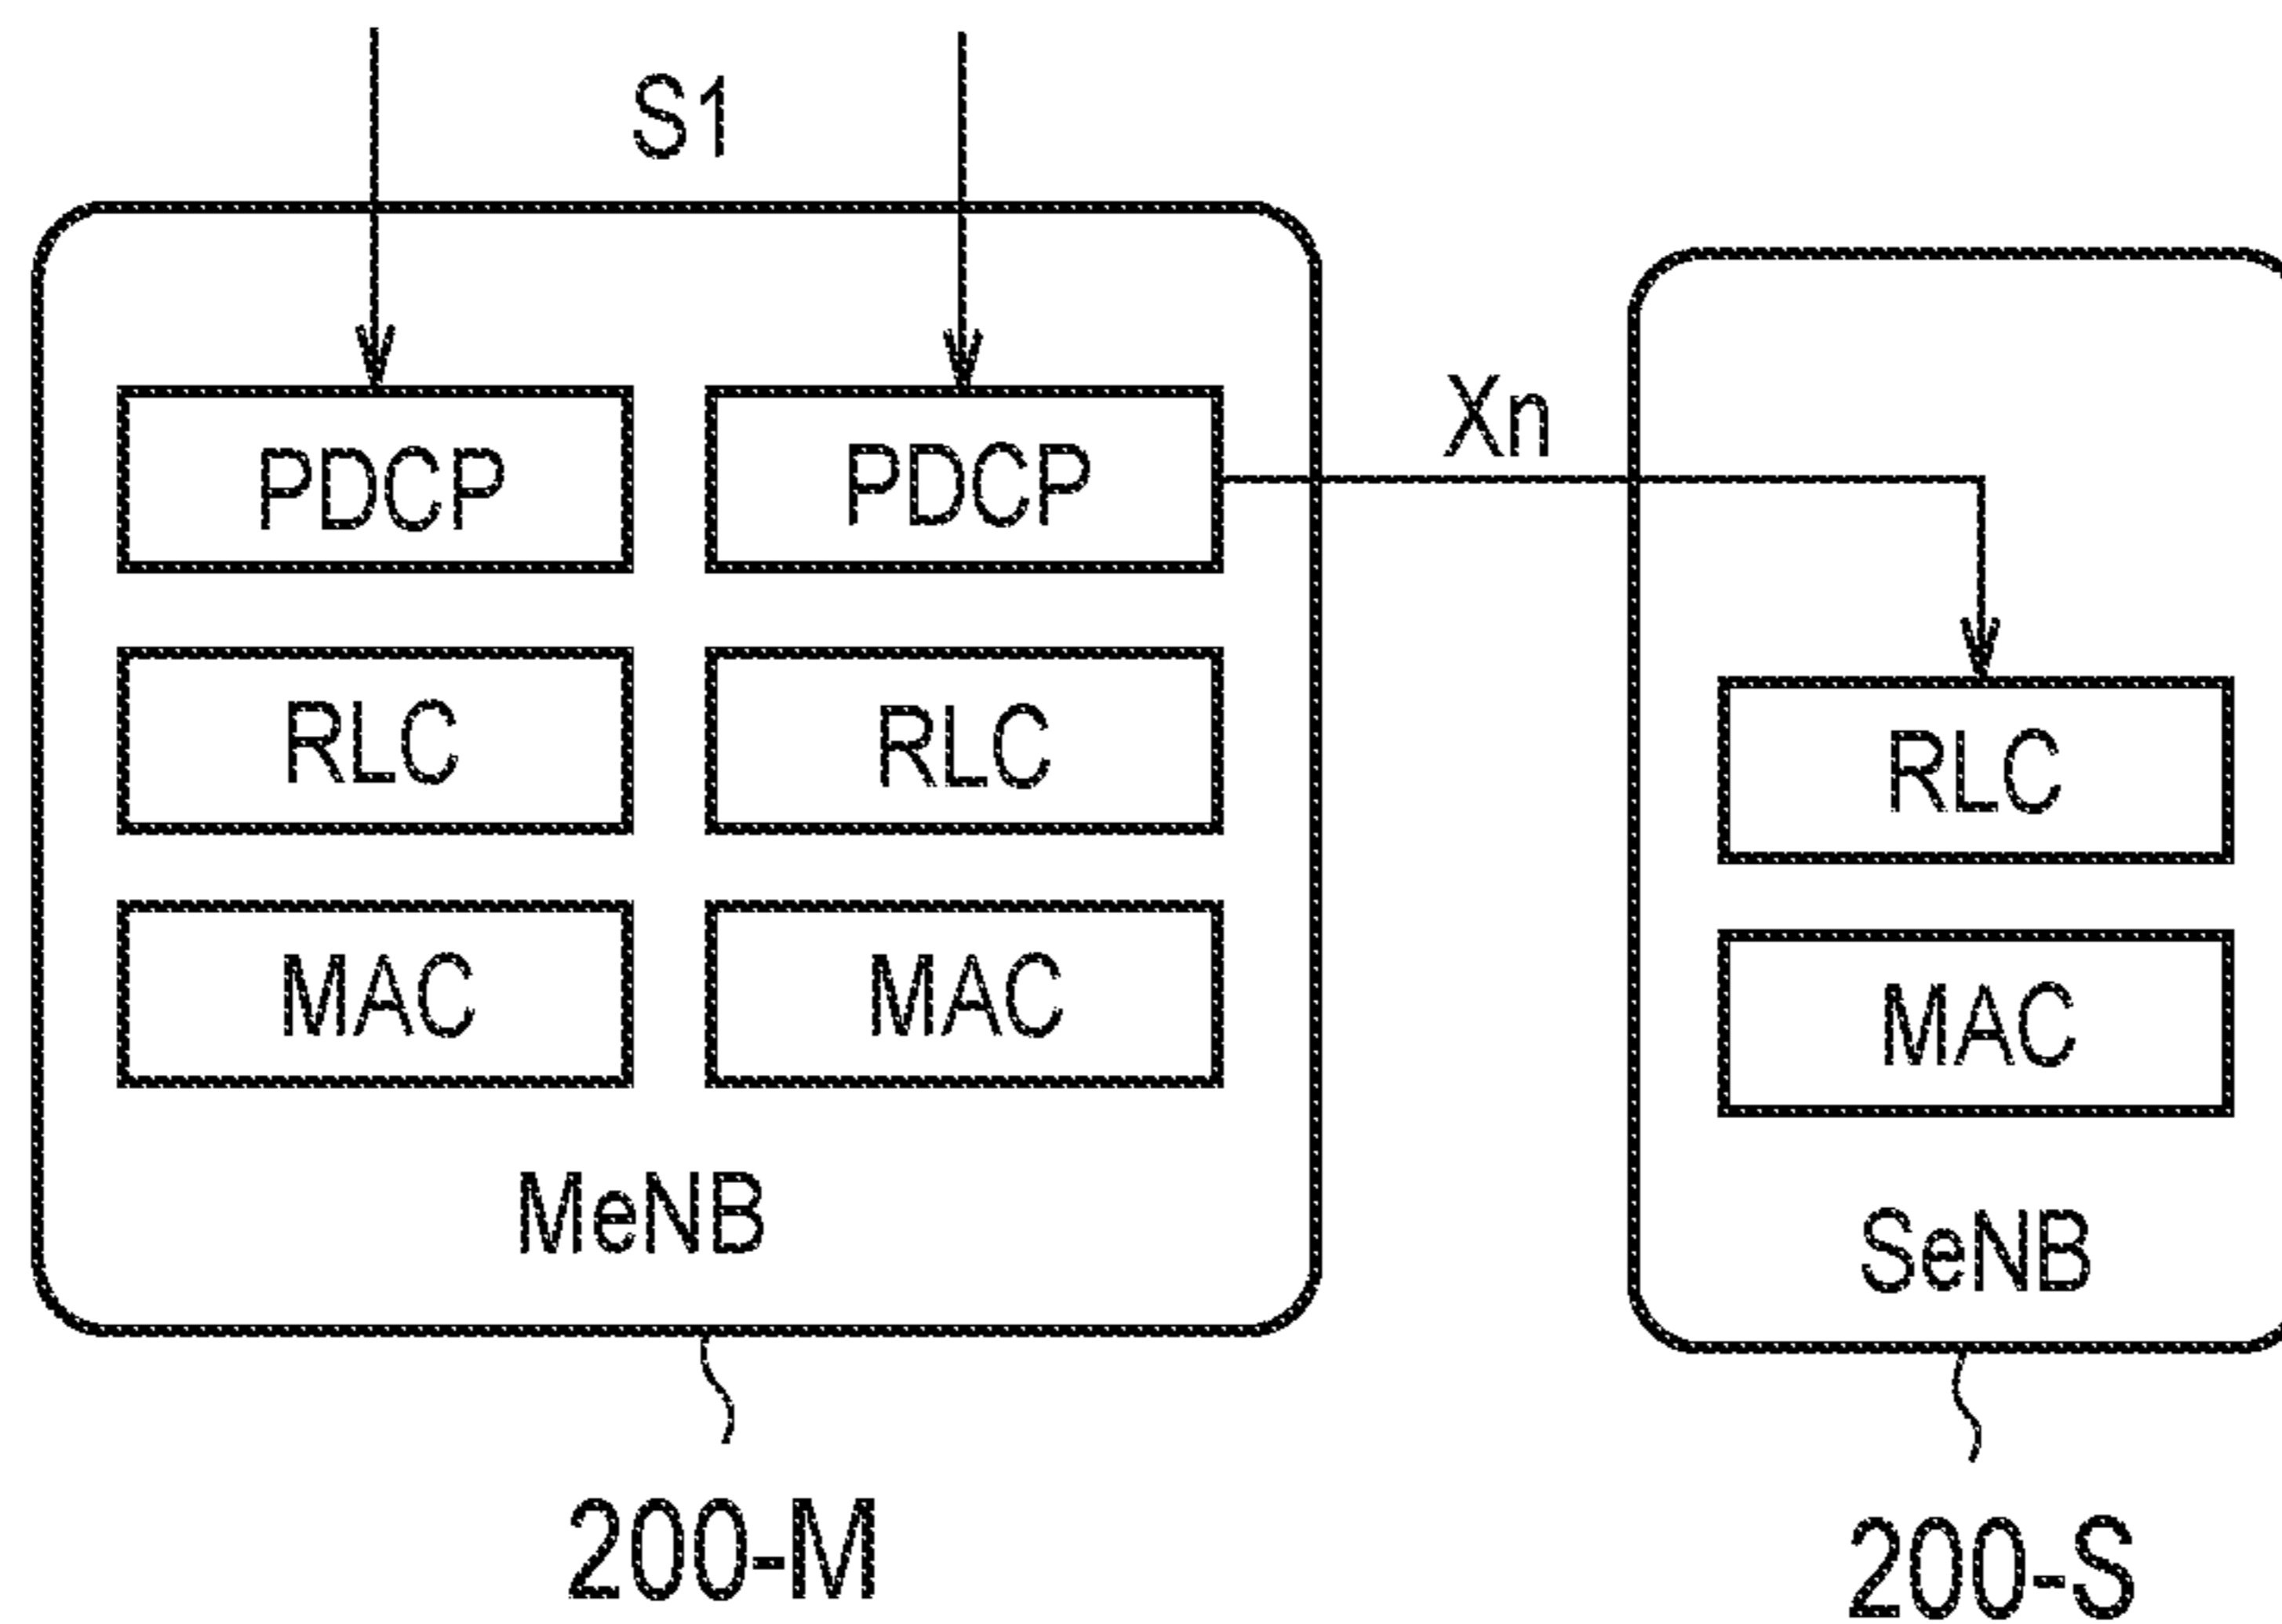 S1
Xn
PDCP
PDCP
RLC
RLC
RLC
MAC
MAC
MAC
MeNB
SeNB
200-M
200-S